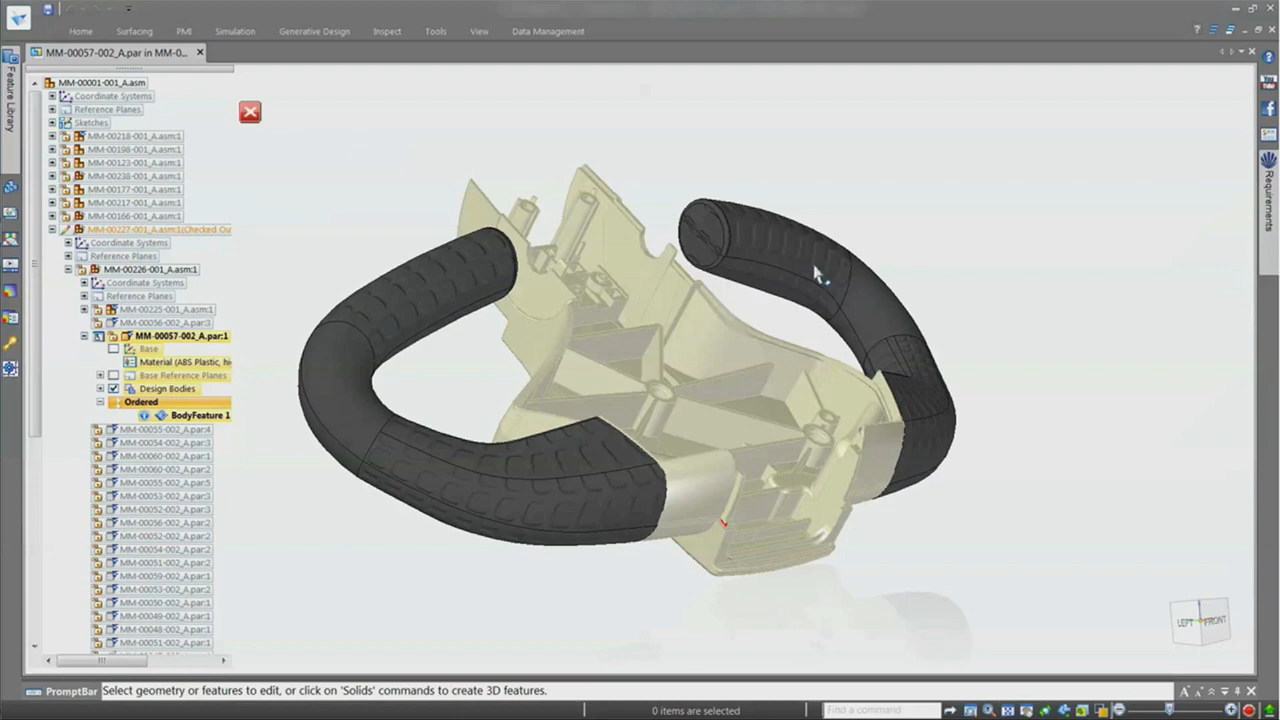 Home Surfacing PMI Simulation Generative Design Inspect Tools View Data Management
MM-00057-002_A.par in MM-0...
Feature Library
MM-00001-001_A.asm
Coordinate Systems
Reference Planes
Sketches
MM-00218-001_A.asm:1
MM-00198-001_A.asm:1
MM-00123-001_A.asm:1
MM-00238-001_A.asm:1
MM-00177-001_A.asm:1
MM-00217-001_A.asm:1
MM-00166-001_A.asm:1
MM-00227-001_A.asm:1(Checked Ou
Coordinate Systems
Reference Planes
MM-00226-001_A.asm:1
Coordinate Systems
Reference Planes
MM-00225-001_A.asm:1
MM-00056-002_A.par:3
MM-00057-002_A.par:1
Base
Material (ABS Plastic, hi
Base Reference Planes
Design Bodies
Ordered
BodyFeature 1
MM-00055-002_A.par:4
MM-00054-002_A.par:3
MM-00060-002_A.par:1
MM-00060-002_A.par:2
MM-00055-002_A.par:5
MM-00053-002_A.par:3
MM-00052-002_A.par:3
MM-00056-002_A.par:2
MM-00052-002_A.par:2
MM-00054-002_A.par:2
MM-00051-002_A.par:2
MM-00059-002_A.par:1
MM-00053-002_A.par:2
MM-00050-002_A.par:1
MM-00049-002_A.par:1
MM-00048-002_A.par:1
MM-00051-002_A.par:1
You
Tube
Requirements
LEFT FRONT
PromptBar Select geometry or features to edit, or click on 'Solids' commands to create 3D features.
0 items are selected
Find a command